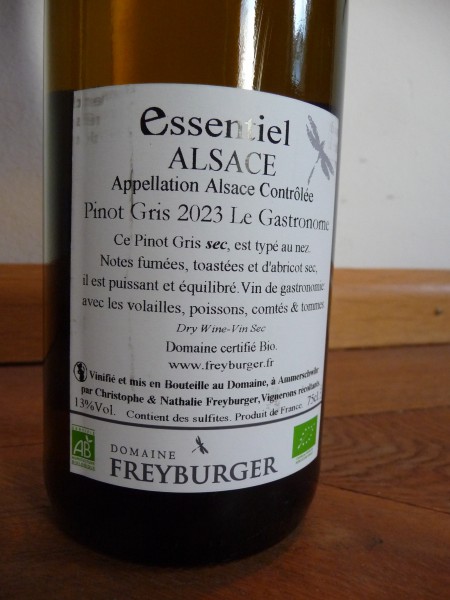 essentiel
ALSACE
Appellation Alsace Contrôlée
Pinot Gris 2023 Le Gastronome
Ce Pinot Gris sec, est typé au nez.
Notes fumées, toastées et d'abricot sec,
il est puissant et équilibré. Vin de gastronomie
avec les volailles, poissons, comtés & tommes
Dry Wine-Vin Sec
Domaine certifié Bio.
www.freyburger.fr
Vinifié et mis en Bouteille au Domaine, à Ammerschwihr
par Christophe & Nathalie Freyburger, Vignerons récoltants.
13%Vol. Contient des sulfites. Produit de France. 75cl
AB
DOMAINE
FREYBURGER